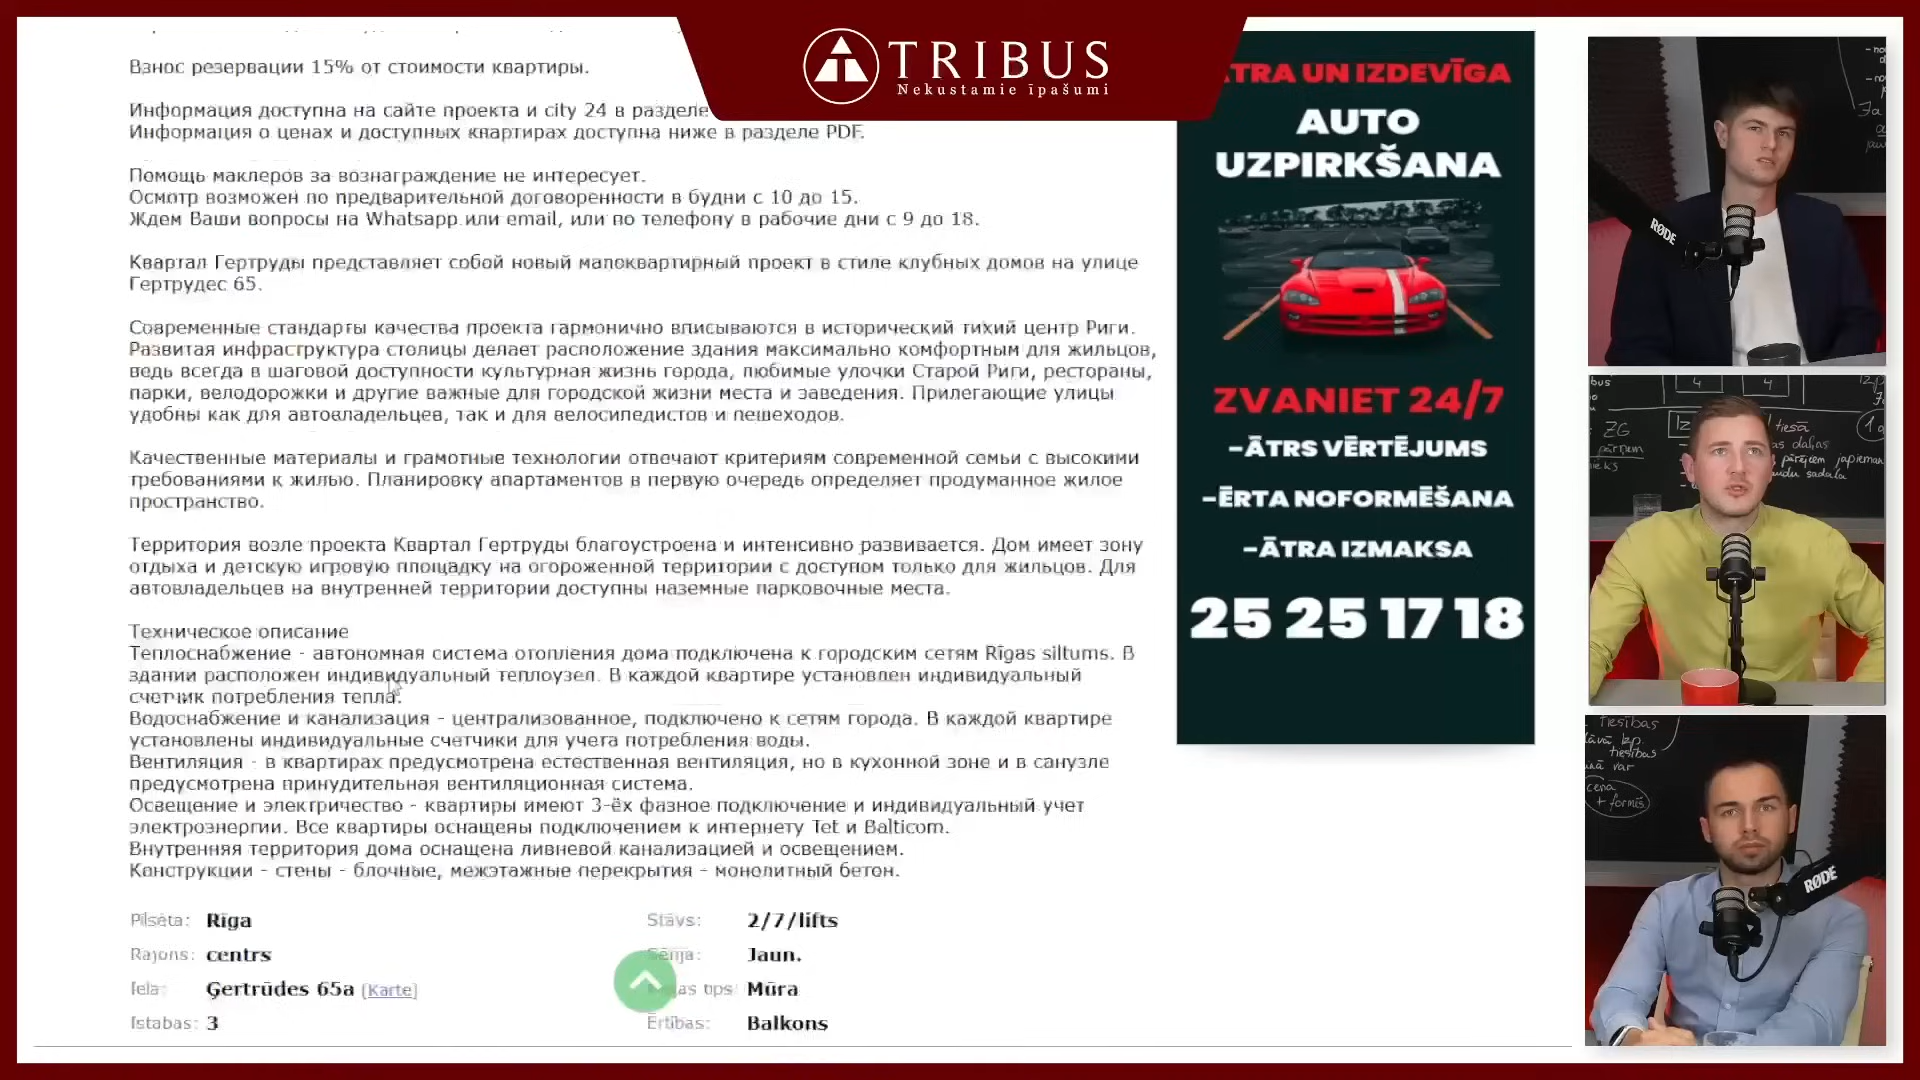 TRIBUS
Nekustamie īpašumi
Взнос резервации 15% от стоимости квартиры.
Информация доступна на сайте проекта и city 24 в разделе
Информация о ценах и доступных квартирах доступна ниже в разделе PDF.
Помощь маклеров за вознаграждение не интересует.
Осмотр возможен по предварительной договоренности в будни с 10 до 15.
Ждем Ваши вопросы на Whatsapp или email, или по телефону в рабочие дни с 9 до 18.
Квартал Гертруды представляет собой новый малоквартирный проект в стиле клубных домов на улице
Гертрудес 65.
Современные стандарты качества проекта гармонично вписываются в исторический тихий центр Риги.
Развитая инфраструктура столицы делает расположение здания максимально комфортным для жильцов,
ведь всегда в шаговой доступности культурная жизнь города, любимые улочки Старой Риги, рестораны,
парки, велодорожки и другие важные для городской жизни места и заведения. Прилегающие улицы
удобны как для автовладельцев, так и для велосипедистов и пешеходов.
Качественные материалы и грамотные технологии отвечают критериям современной семьи с высокими
требованиями к жилью. Планировку апартаментов в первую очередь определяет продуманное жилое
пространство.
Территория возле проекта Квартал Гертруды благоустроена и интенсивно развивается. Дом имеет зону
отдыха и детскую игровую площадку на огороженной территории с доступом только для жильцов. Для
автовладельцев на внутренней территории доступны наземные парковочные места.
Техническое описание
Теплоснабжение - автономная система отопления дома подключена к городским сетям Rīgas siltums. В
здании расположен индивидуальный теплоузел. В каждой квартире установлен индивидуальный
счетчик потребления тепла.
Водоснабжение и канализация - централизованное, подключено к сетям города. В каждой квартире
установлены индивидуальные счетчики для учета потребления воды.
Вентиляция - в квартирах предусмотрена естественная вентиляция, но в кухонной зоне и в санузле
предусмотрена принудительная вентиляционная система.
Освещение и электричество - квартиры имеют 3-ёх фазное подключение и индивидуальный учет
электроэнергии. Все квартиры оснащены подключением к интернету Tet и Balticom.
Внутренняя территория дома оснащена ливневой канализацией и освещением.
Конструкции - стены - блочные, межэтажные перекрытия - монолитный бетон.
Pilsēta: Rīga
Rajons: centrs
Iela: Ģertrūdes 65a [Karte]
Istabas: 3
Stāvs: 2/7/lifts
Sērija: Jaun.
tips: Mūra
Ērtības: Balkons
UN IZDEVĪGA
AUTO
UZPIRKŠANA
ZVANIET 24/7
-ĀTRS VĒRTĒJUMS
-ĒRTA NOFORMĒŠANA
-ĀTRA IZMAKSA
25 25 17 18
RØDE
ZG
tiesā
daļas
RØDE
tiesības
tiesības
var
cena
+ formis